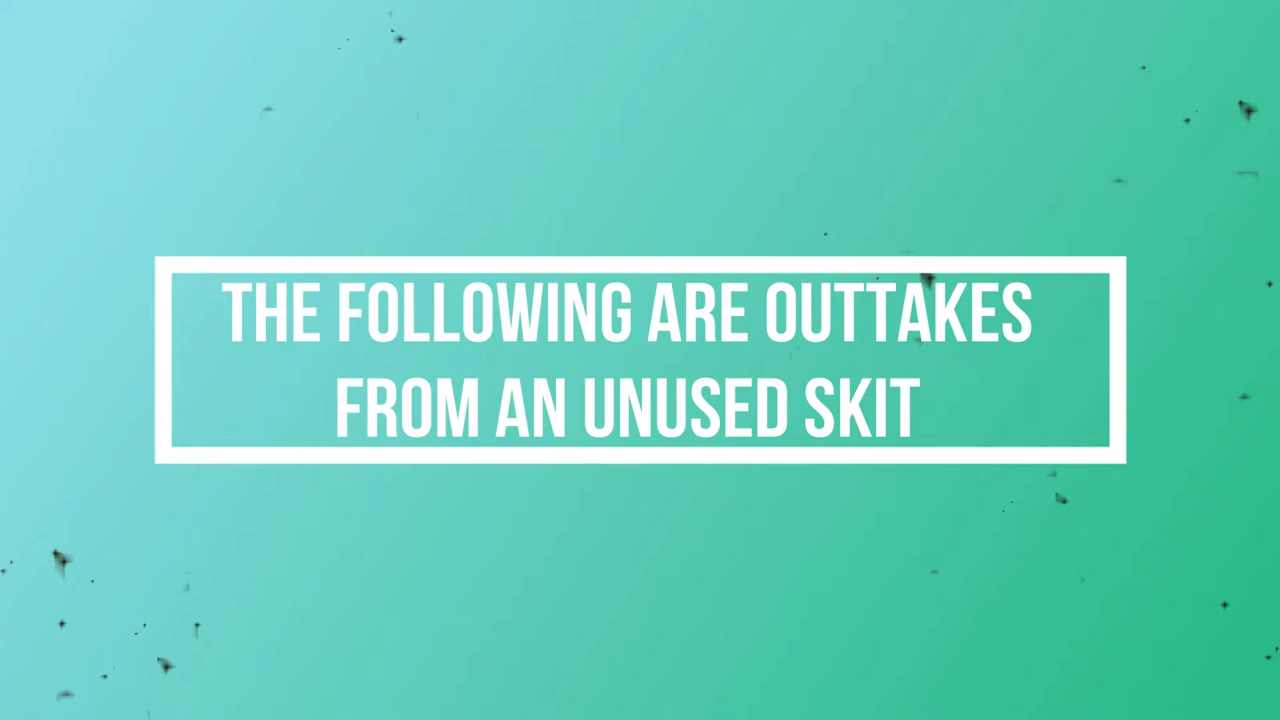 THE FOLLOWING ARE OUTTAKES
FROM AN UNUSED SKIT